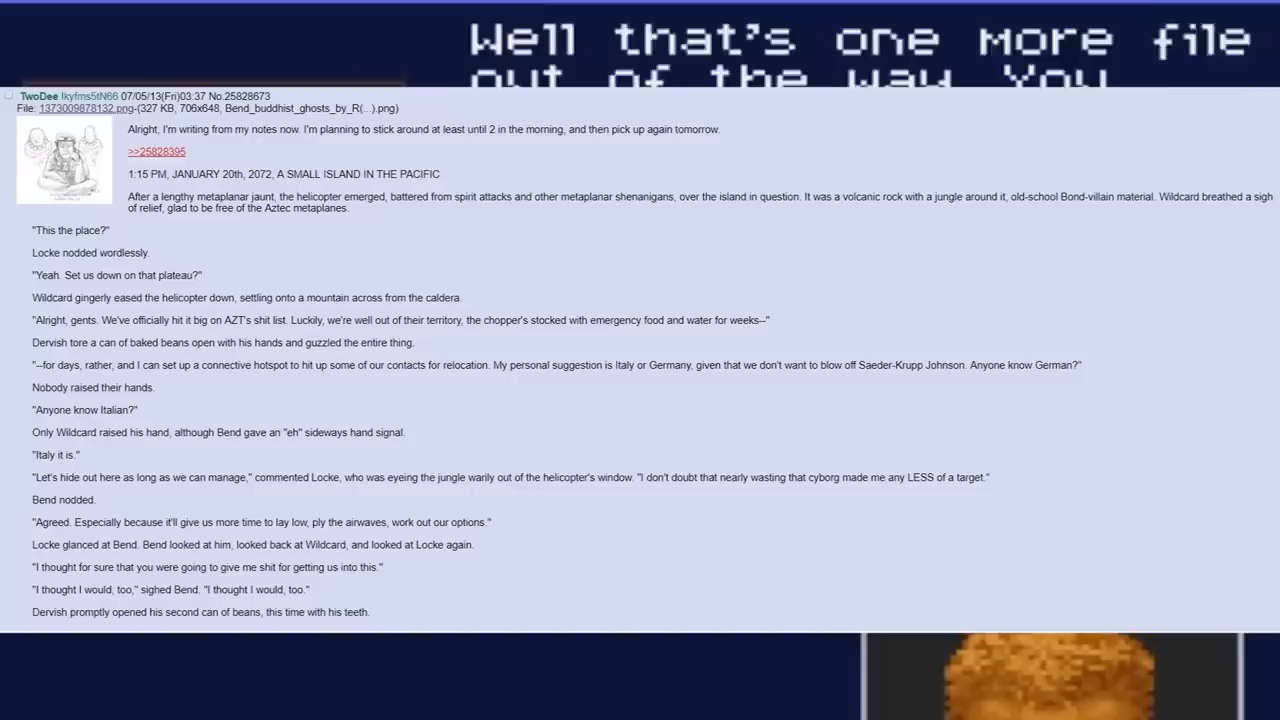 Well that's one more file
out of the way You
TwoDee !kyfms5tN66 07/05/13(Fri)03:37 No.25828673
File: 1373009878132.png-(327 KB, 706x648, Bend_buddhist_ghosts_by_R(...).png)
Alright, I'm writing from my notes now. I'm planning to stick around at least until 2 in the morning, and then pick up again tomorrow.
>>25828395
1:15 PM, JANUARY 20th, 2072, A SMALL ISLAND IN THE PACIFIC
After a lengthy metaplanar jaunt, the helicopter emerged, battered from spirit attacks and other metaplanar shenanigans, over the island in question. It was a volcanic rock with a jungle around it, old-school Bond-villain material. Wildcard breathed a sigh
of relief, glad to be free of the Aztec metaplanes.
"This the place?"
Locke nodded wordlessly.
"Yeah. Set us down on that plateau?"
Wildcard gingerly eased the helicopter down, settling onto a mountain across from the caldera.
"Alright, gents. We've officially hit it big on AZT's shit list. Luckily, we're well out of their territory, the chopper's stocked with emergency food and water for weeks--"
Dervish tore a can of baked beans open with his hands and guzzled the entire thing.
"--for days, rather, and I can set up a connective hotspot to hit up some of our contacts for relocation. My personal suggestion is Italy or Germany, given that we don't want to blow off Saeder-Krupp Johnson. Anyone know German?"
Nobody raised their hands.
"Anyone know Italian?"
Only Wildcard raised his hand, although Bend gave an "eh" sideways hand signal.
"Italy it is."
"Let's hide out here as long as we can manage," commented Locke, who was eyeing the jungle warily out of the helicopter's window. "I don't doubt that nearly wasting that cyborg made me any LESS of a target."
Bend nodded.
"Agreed. Especially because it'll give us more time to lay low, ply the airwaves, work out our options."
Locke glanced at Bend. Bend looked at him, looked back at Wildcard, and looked at Locke again.
"I thought for sure that you were going to give me shit for getting us into this."
"I thought I would, too," sighed Bend. "I thought I would, too."
Dervish promptly opened his second can of beans, this time with his teeth.